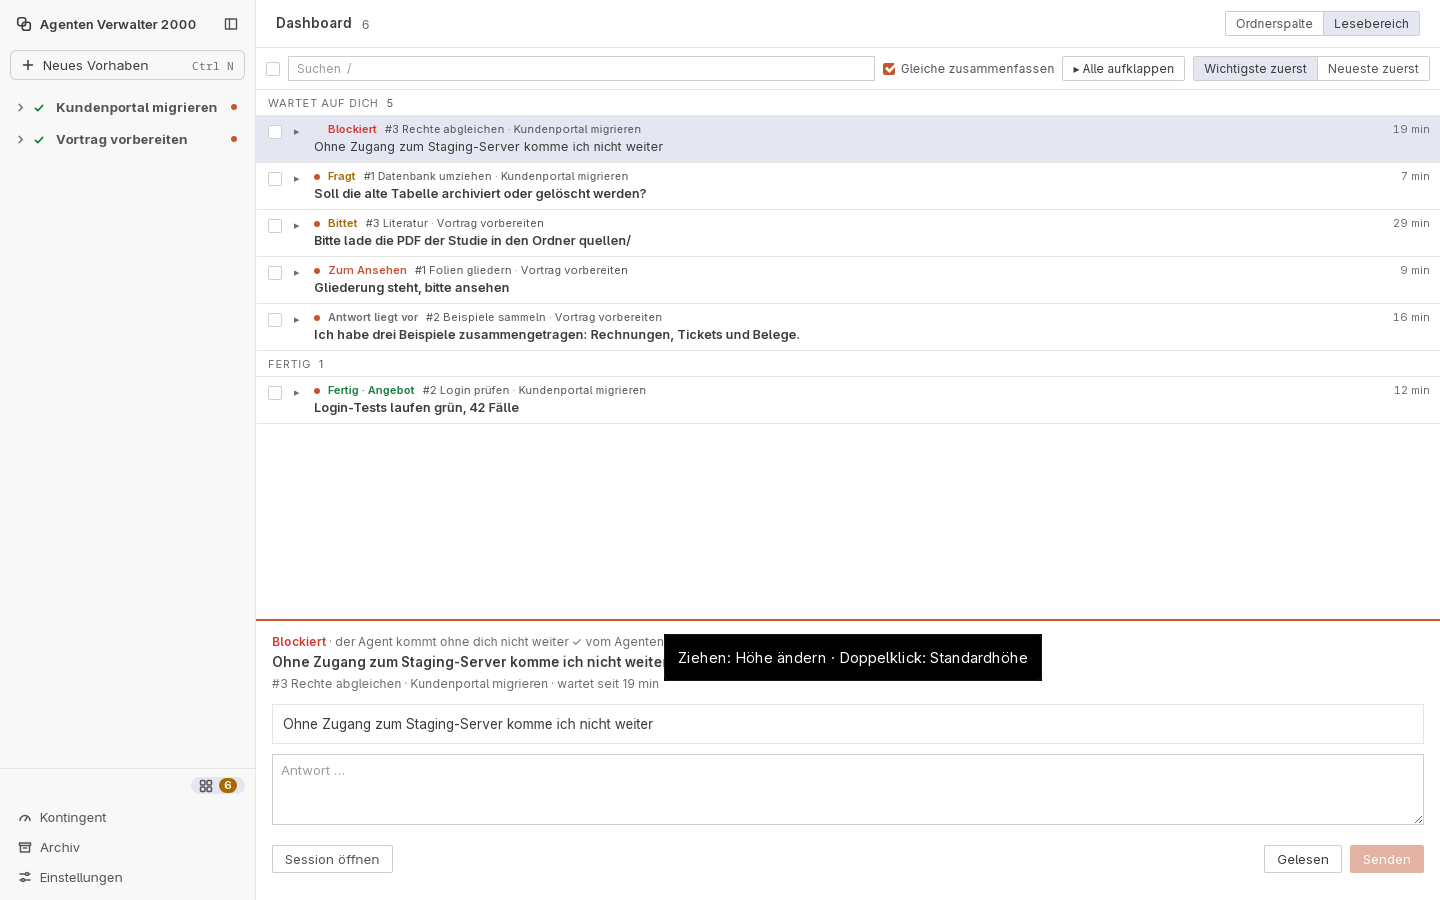 Agenten Verwalter 2000
Neues Vorhaben Ctrl N
Kundenportal migrieren
Vortrag vorbereiten
6
Kontingent
Archiv
Einstellungen
Dashboard 6
Ordnerspalte Lesebereich
Suchen /
Gleiche zusammenfassen
▸ Alle aufklappen
Wichtigste zuerst Neueste zuerst
WARTET AUF DICH 5
Blockiert #3 Rechte abgleichen · Kundenportal migrieren 19 min
Ohne Zugang zum Staging-Server komme ich nicht weiter
Fragt #1 Datenbank umziehen · Kundenportal migrieren 7 min
Soll die alte Tabelle archiviert oder gelöscht werden?
Bittet #3 Literatur · Vortrag vorbereiten 29 min
Bitte lade die PDF der Studie in den Ordner quellen/
Zum Ansehen #1 Folien gliedern · Vortrag vorbereiten 9 min
Gliederung steht, bitte ansehen
Antwort liegt vor #2 Beispiele sammeln · Vortrag vorbereiten 16 min
Ich habe drei Beispiele zusammengetragen: Rechnungen, Tickets und Belege.
FERTIG 1
Fertig · Angebot #2 Login prüfen · Kundenportal migrieren 12 min
Login-Tests laufen grün, 42 Fälle
Blockiert · der Agent kommt ohne dich nicht weiter ✓ vom Agenten
Ohne Zugang zum Staging-Server komme ich nicht weiter
#3 Rechte abgleichen · Kundenportal migrieren · wartet seit 19 min
Ziehen: Höhe ändern · Doppelklick: Standardhöhe
Ohne Zugang zum Staging-Server komme ich nicht weiter
Antwort …
Session öffnen
Gelesen
Senden